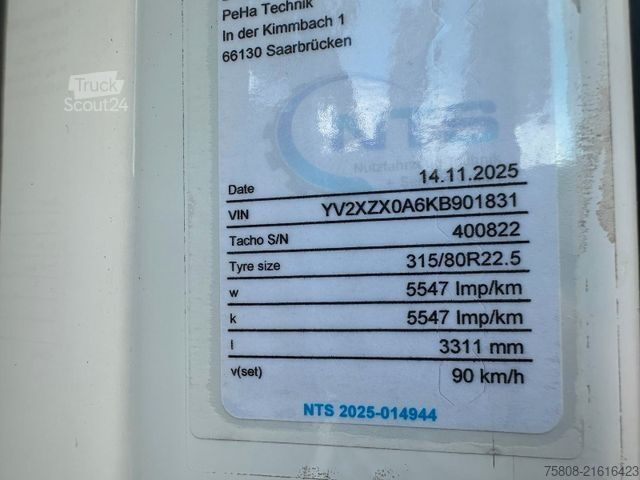 PeHa Technik
In der Kimmbach 1
66130 Saarbrücken
Truck
Scout24
NTS
Date 14.11.2025
VIN YV2XZX0A6KB901831
Tacho S/N 400822
Tyre size 315/80R22.5
w 5547 Imp/km
k 5547 Imp/km
l 3311 mm
v(set) 90 km/h
NTS 2025-014944
75808-21616423